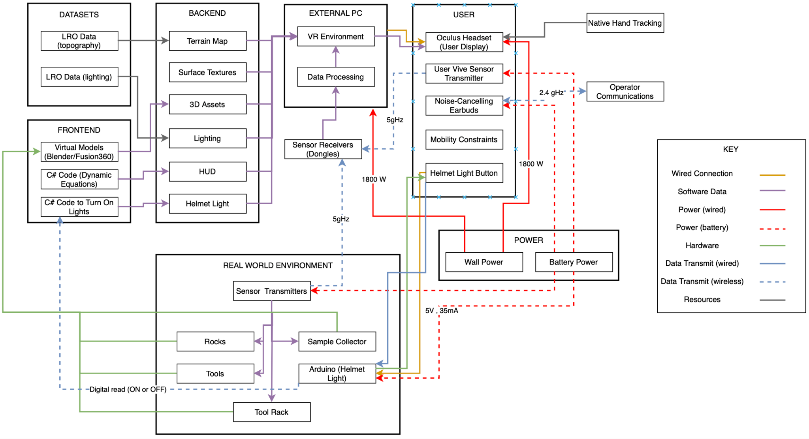 DATASETS
LRO Data
(topography)
LRO Data (lighting)
FRONTEND
Virtual Models
(Blender/Fusion360)
C# Code (Dynamic
Equations)
C# Code to Turn On
Lights
BACKEND
Terrain Map
Surface Textures
3D Assets
Lighting
HUD
Helmet Light
EXTERNAL PC
VR Environment
Data Processing
Sensor Receivers
(Dongles)
5gHz
5gHz
1800 W
USER
Oculus Headset
(User Display)
User Vive Sensor
Transmitter
Noise-Cancelling
Earbuds
Mobility Constraints
Helmet Light Button
Native Hand Tracking
2.4 gHz
Operator
Communications
1800 W
POWER
Wall Power
Battery Power
5V , 35mA
REAL WORLD ENVIRONMENT
Sensor Transmitters
Rocks
Sample Collector
Tools
Arduino (Helmet
Light)
Digital read (ON or OFF)
Tool Rack
KEY
Wired Connection
Software Data
Power (wired)
Power (battery)
Hardware
Data Transmit (wired)
Data Transmit (wireless)
Resources